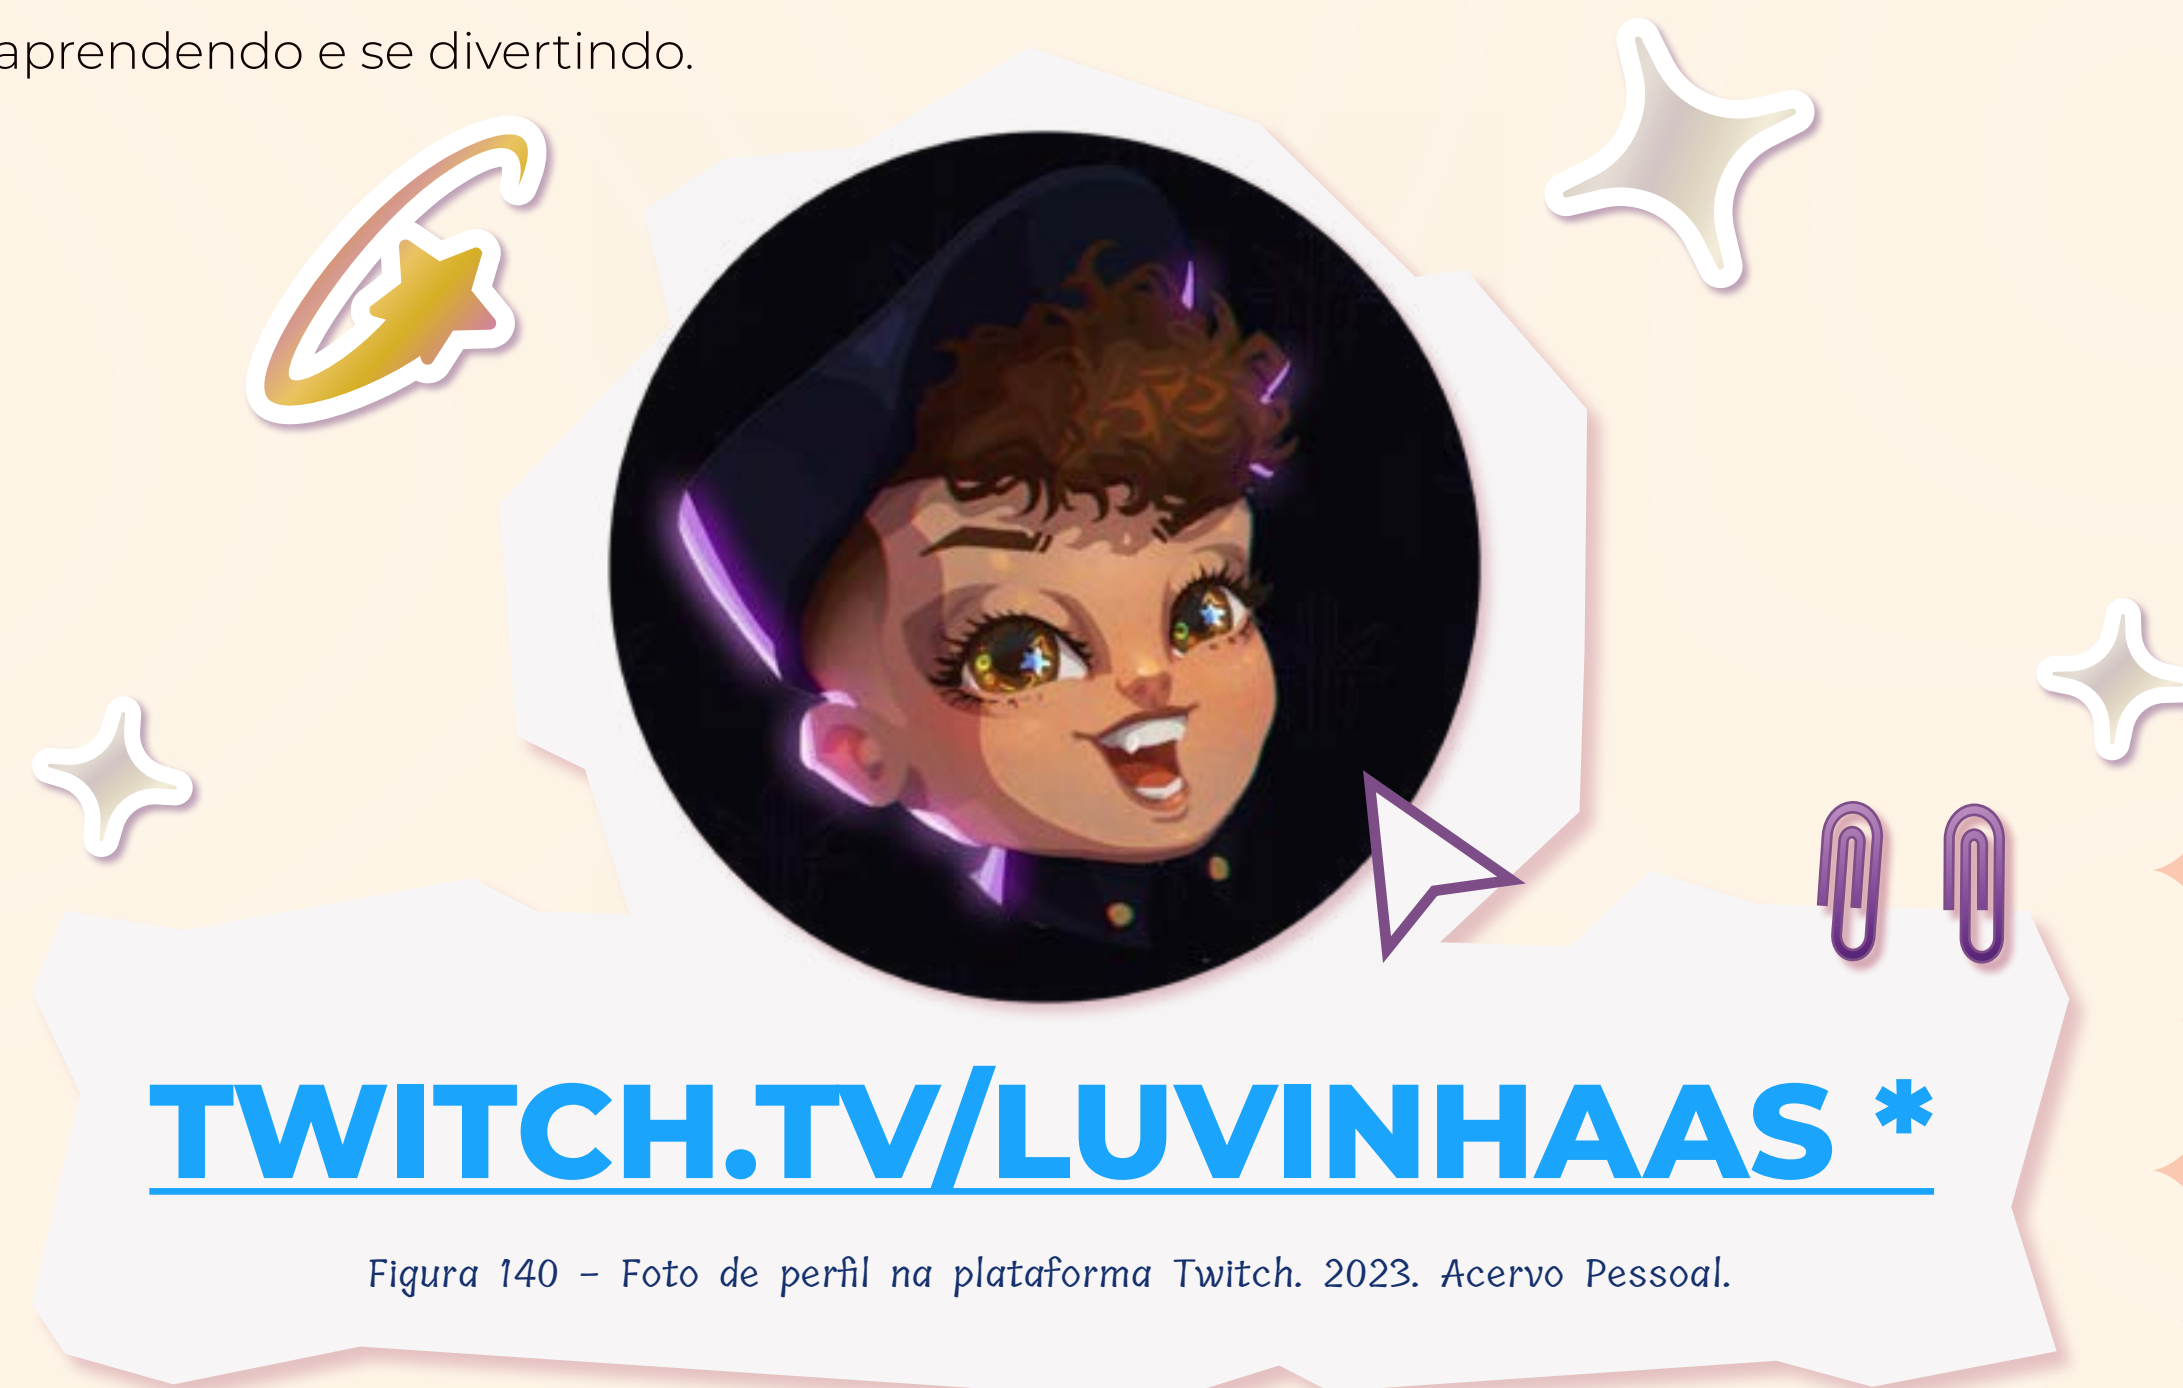 aprendendo e se divertindo.
TWITCH.TV/LUVINHAAS *
Figura 140 - Foto de perfil na plataforma Twitch. 2023. Acervo Pessoal.